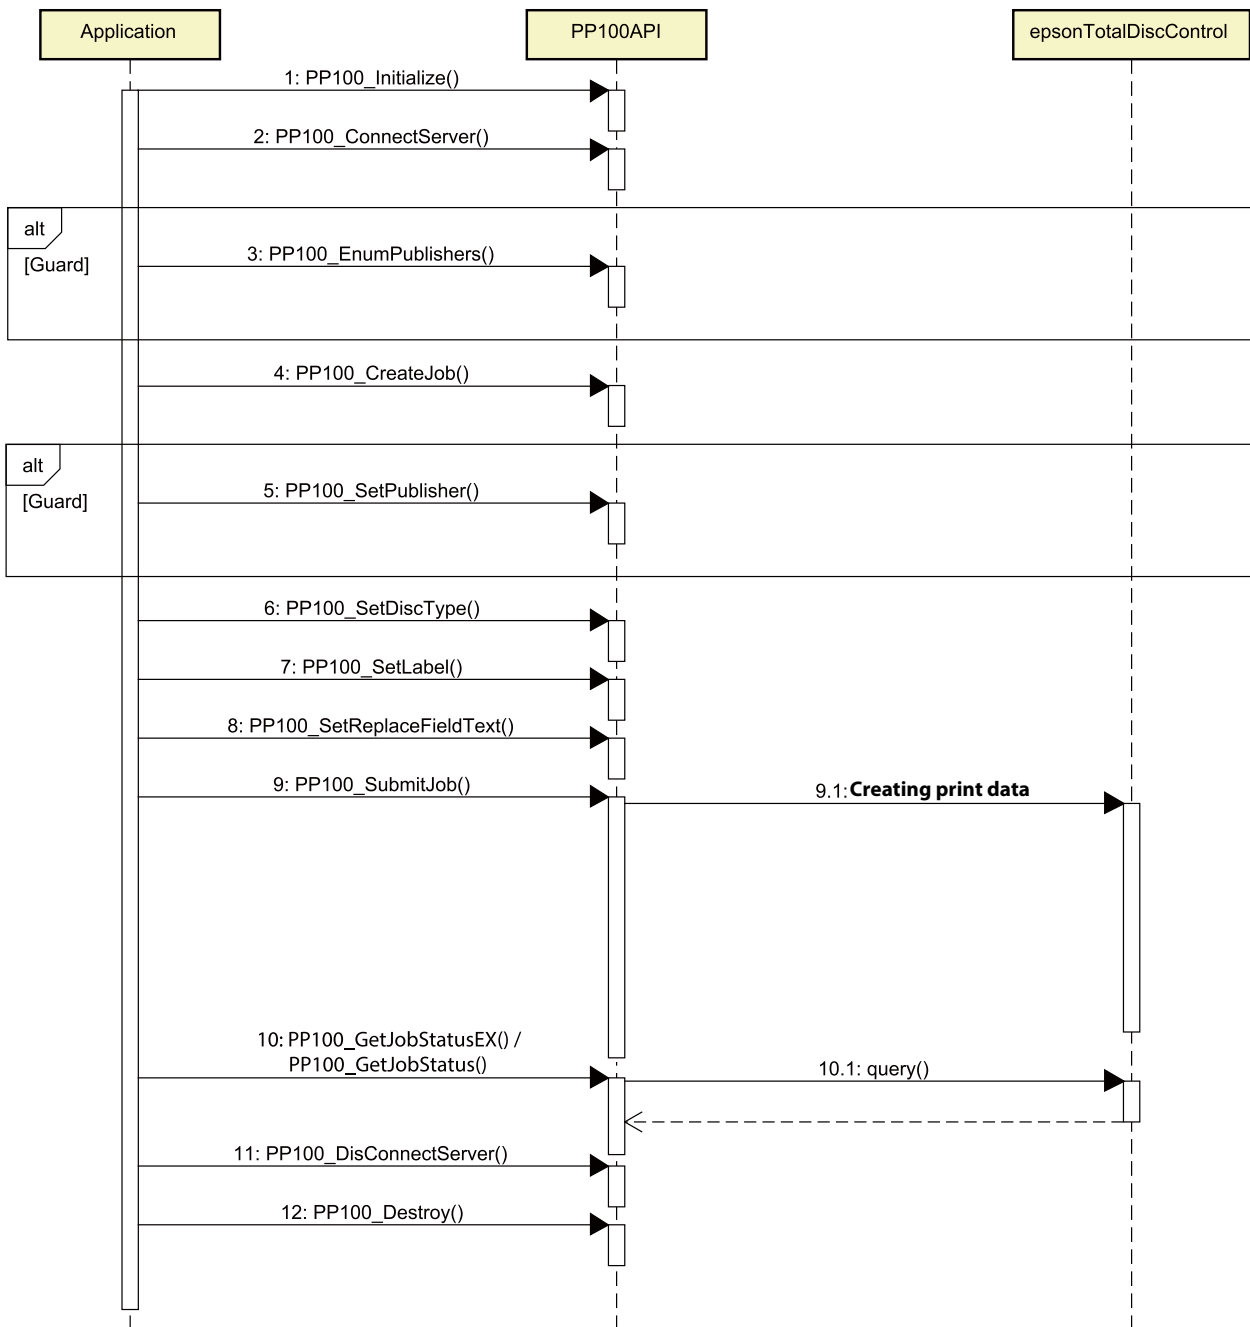 Application
PP100API
epsonTotalDiscControl
1: PP100_Initialize()
2: PP100_ConnectServer()
alt
[Guard]
3: PP100_EnumPublishers()
4: PP100_CreateJob()
alt
[Guard]
5: PP100_SetPublisher()
6: PP100_SetDiscType()
7: PP100_SetLabel()
8: PP100_SetReplaceFieldText()
9: PP100_SubmitJob()
9.1:Creating print data
10: PP100_GetJobStatusEX() /
PP100_GetJobStatus()
10.1: query()
11: PP100_DisConnectServer()
12: PP100_Destroy()